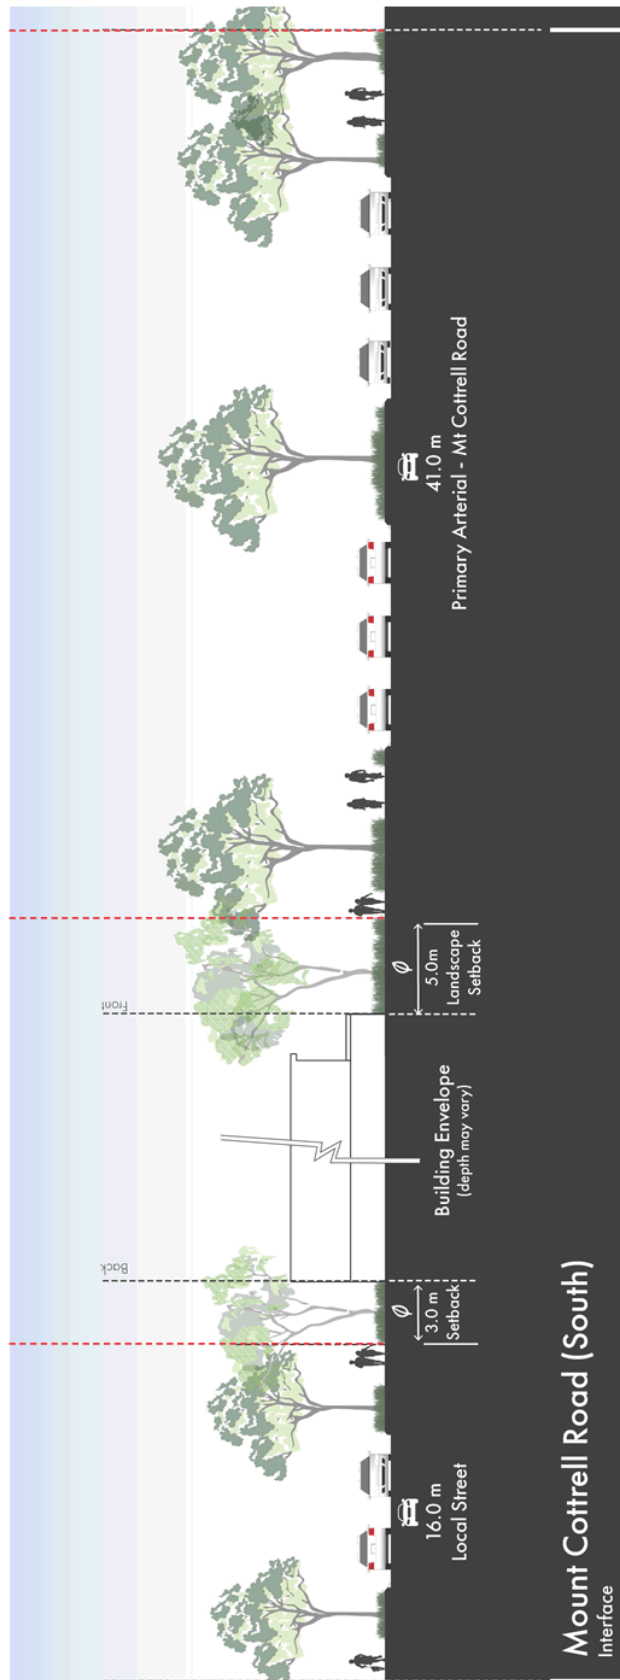 Back
Front
16.0 m
Local Street
3.0 m
Setback
Building Envelope
(depth may vary)
5.0m
Landscape
Setback
41.0 m
Primary Arterial - Mt Cottrell Road
Mount Cottrell Road (South)
Interface